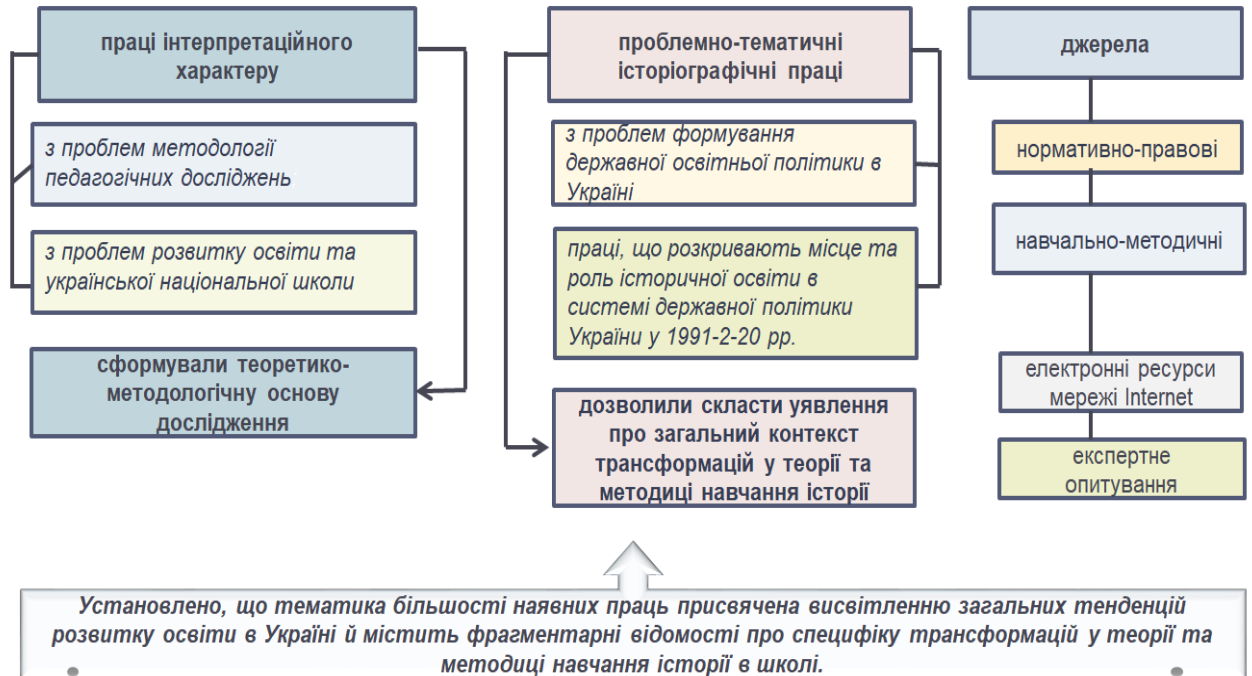 праці інтерпретаційного
характеру
з проблем методології
педагогічних досліджень
з проблем розвитку освіти та
української національної школи
сформували теоретико-
методологічну основу
дослідження
проблемно-тематичні
історіографічні праці
з проблем формування
державної освітньої політики в
Україні
праці, що розкривають місце та
роль історичної освіти в
системі державної політики
України у 1991-2-20 рр.
дозволили скласти уявлення
про загальний контекст
трансформацій у теорії та
методиці навчання історії
джерела
нормативно-правові
навчально-методичні
електронні ресурси
мережі Internet
експертне
опитування
Установлено, що тематика більшості наявних праць присвячена висвітленню загальних тенденцій
розвитку освіти в Україні й містить фрагментарні відомості про специфіку трансформацій у теорії та
методиці навчання історії в школі.